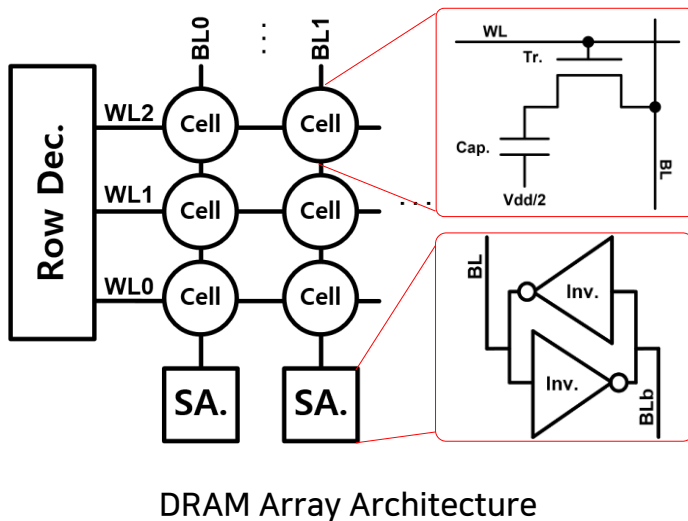 BL0
BL1
Row Dec.
WL2
Cell
Cell
WL1
Cell
Cell
WL0
Cell
Cell
SA.
SA.
WL
Tr.
Cap.
Vdd/2
BL
BL
Inv.
Inv.
BLb
DRAM Array Architecture